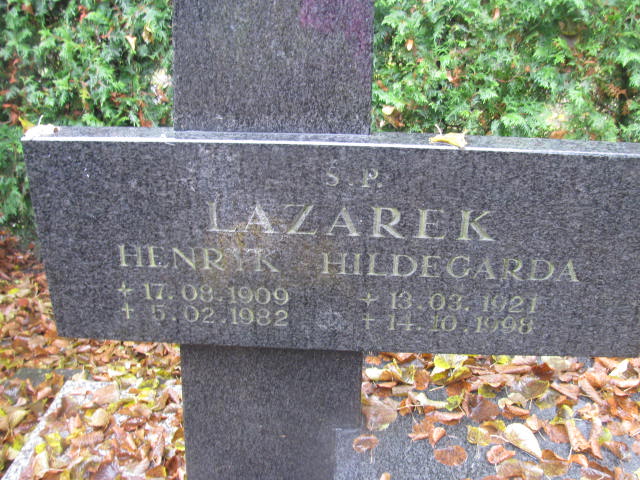 S.P.
LAZAREK
HENRYK HILDEGARDA
+ 17.08.1909 + 13.03.1921
+ 5.02.1982 + 14.10.1998